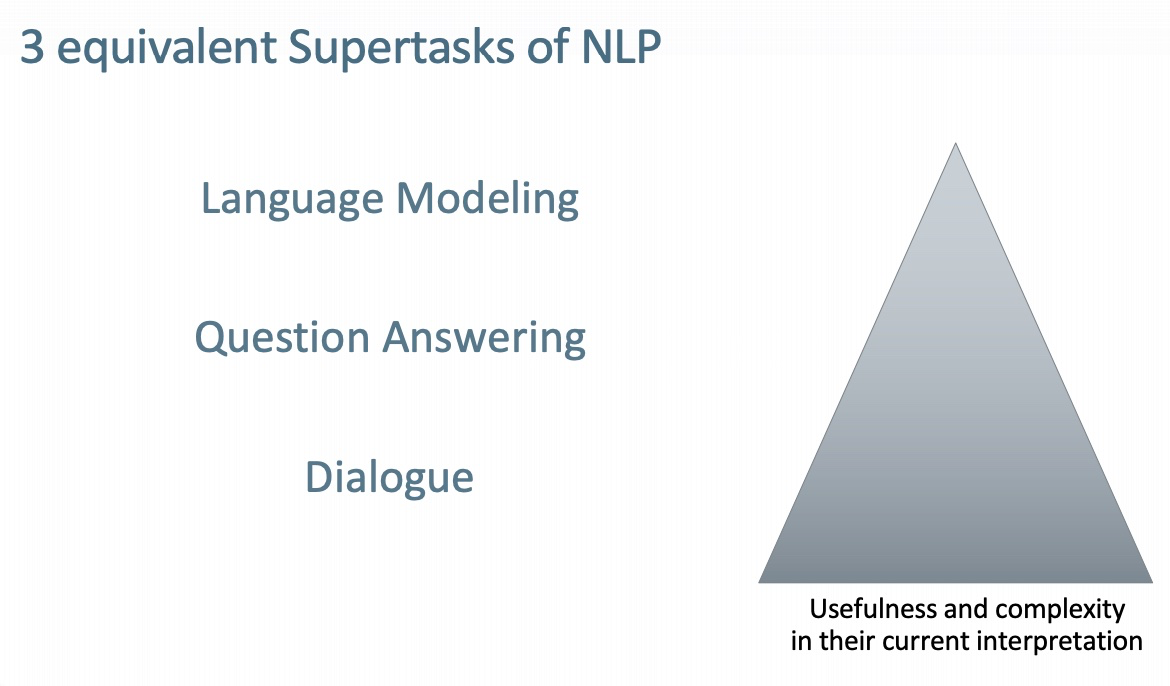 3 equivalent Supertasks of NLP
Language Modeling
Question Answering
Dialogue
Usefulness and complexity
in their current interpretation